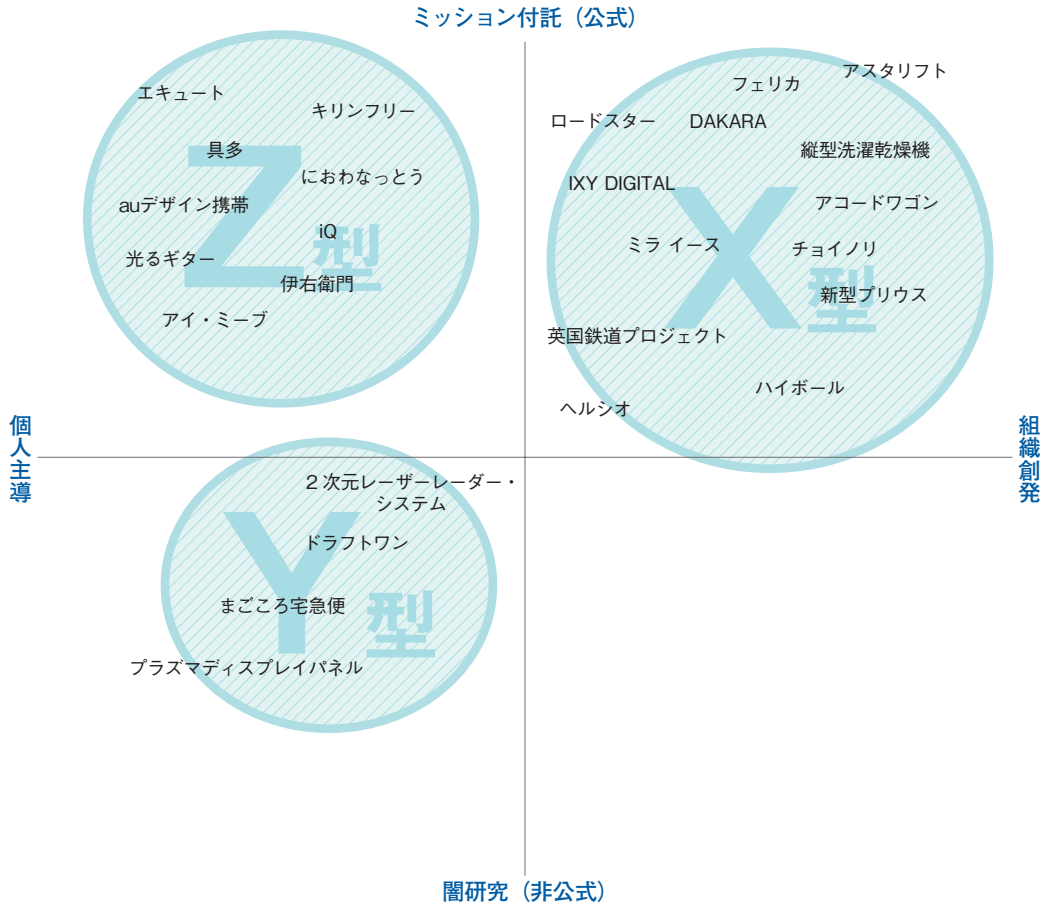 ミッション付託（公式）
エキュート
キリンフリー
具多
におわなっとう
auデザイン携帯
iQ
光るギター
伊右衛門
アイ・ミーブ
Z型
アスタリフト
フェリカ
ロードスター
DAKARA
縦型洗濯乾燥機
IXY DIGITAL
アコードワゴン
ミラ イース
チョイノリ
新型プリウス
英国鉄道プロジェクト
ハイボール
ヘルシオ
X型
個人主導
組織創発
2次元レーザーレーダー・
システム
ドラフトワン
まごころ宅急便
プラズマディスプレイパネル
Y型
闇研究（非公式）